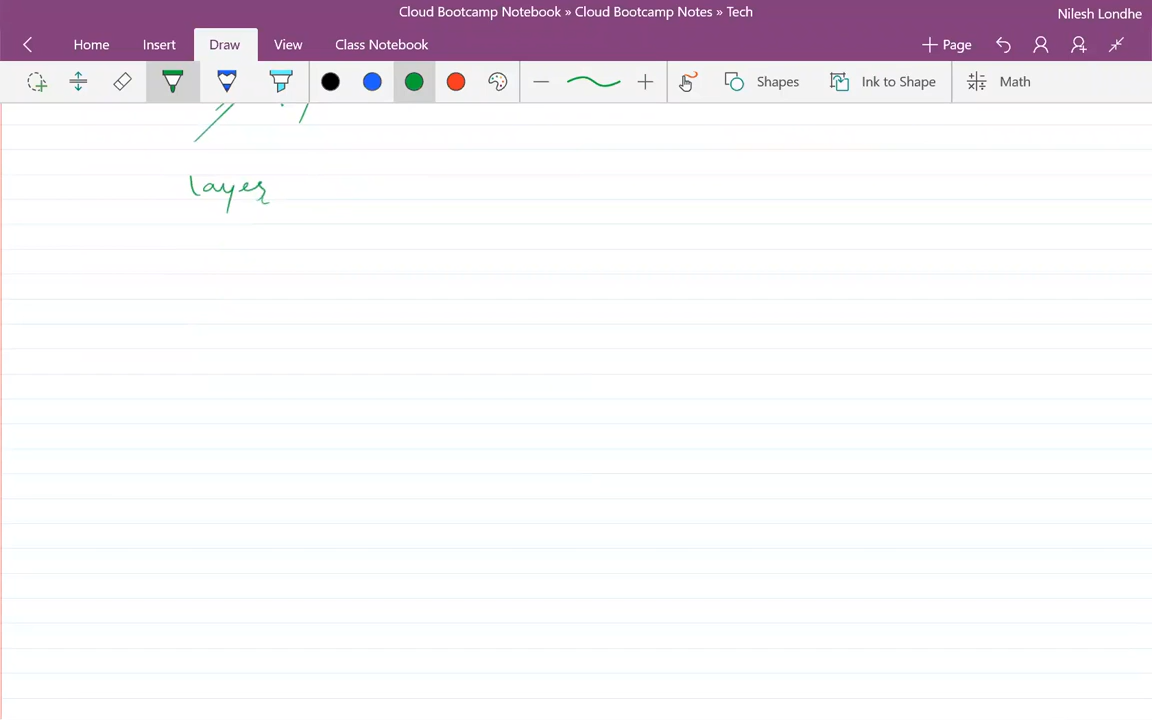 Cloud Bootcamp Notebook » Cloud Bootcamp Notes » Tech
Nilesh Londhe
Home Insert Draw View Class Notebook Page
Shapes Ink to Shape Math
layer